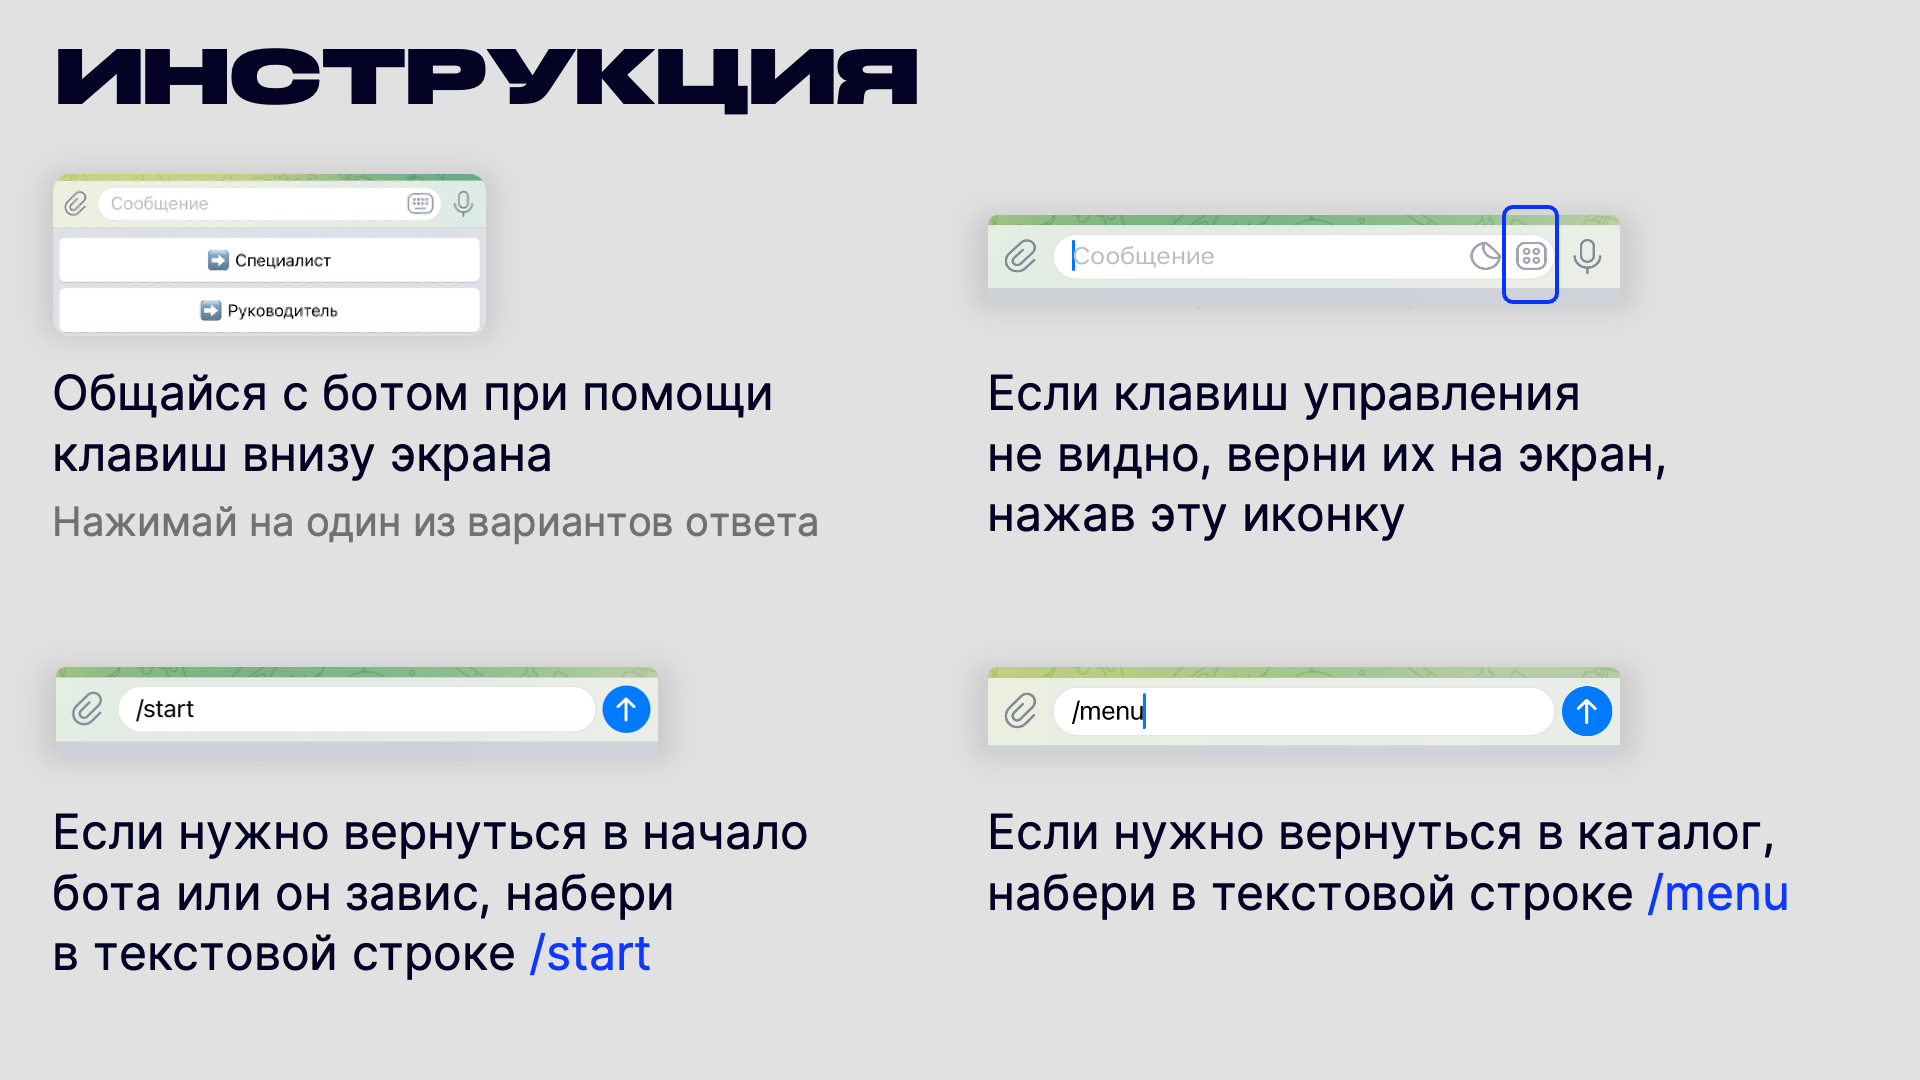 ИНСТРУКЦИЯ
Сообщение
Специалист
Руководитель
Общайся с ботом при помощи
клавиш внизу экрана
Нажимай на один из вариантов ответа
Сообщение
Если клавиш управления
не видно, верни их на экран,
нажав эту иконку
/start
Если нужно вернуться в начало
бота или он завис, набери
в текстовой строке /start
/menu
Если нужно вернуться в каталог,
набери в текстовой строке /menu